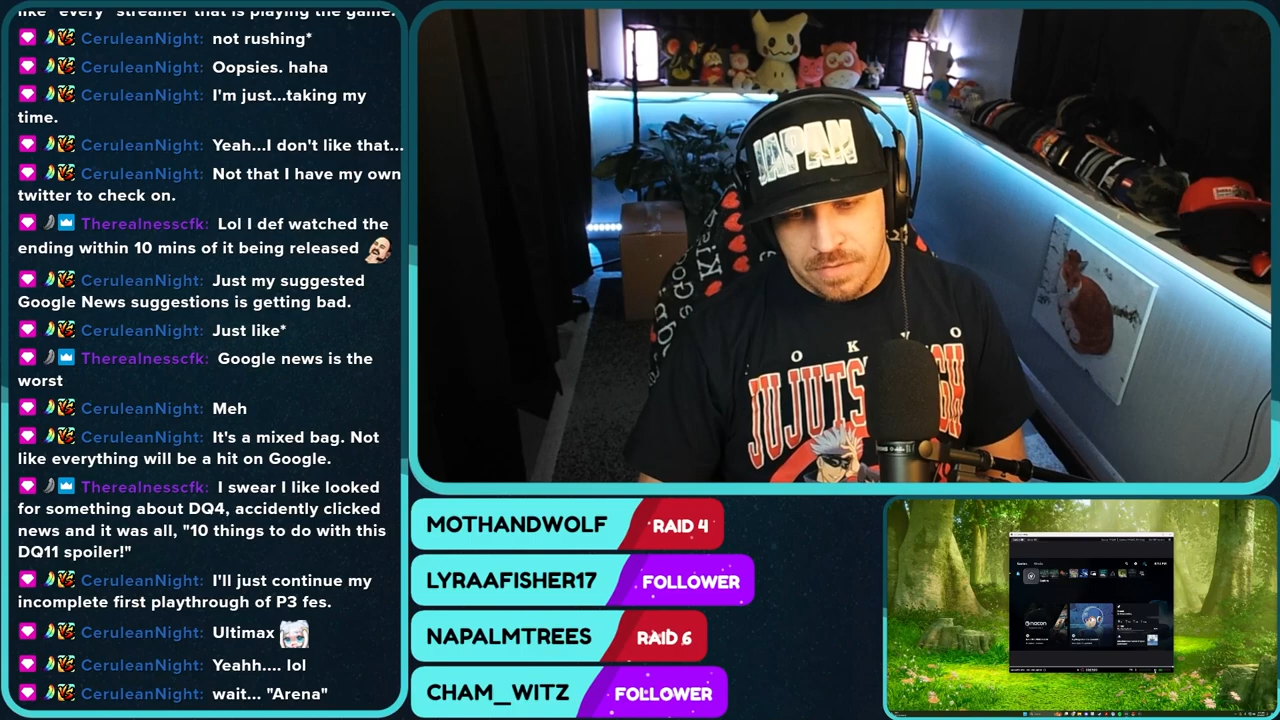 like *every* streamer that is playing the game.
CeruleanNight: not rushing*
CeruleanNight: Oopsies. haha
CeruleanNight: I'm just...taking my
time.
CeruleanNight: Yeah...I don't like that...
CeruleanNight: Not that I have my own
twitter to check on.
Therealnesscfk: Lol I def watched the
ending within 10 mins of it being released
CeruleanNight: Just my suggested
Google News suggestions is getting bad.
CeruleanNight: Just like*
Therealnesscfk: Google news is the
worst
CeruleanNight: Meh
CeruleanNight: It's a mixed bag. Not
like everything will be a hit on Google.
Therealnesscfk: I swear I like looked
for something about DQ4, accidently clicked
news and it was all, "10 things to do with this
DQ11 spoiler!"
CeruleanNight: I'll just continue my
incomplete first playthrough of P3 fes.
CeruleanNight: Ultimax
CeruleanNight: Yeahh.... lol
CeruleanNight: wait... "Arena"
JAPAN
MOTHANDWOLF RAID 4
LYRAAFISHER17 FOLLOWER
NAPALMTREES RAID 6
CHAM_WITZ FOLLOWER
nacon